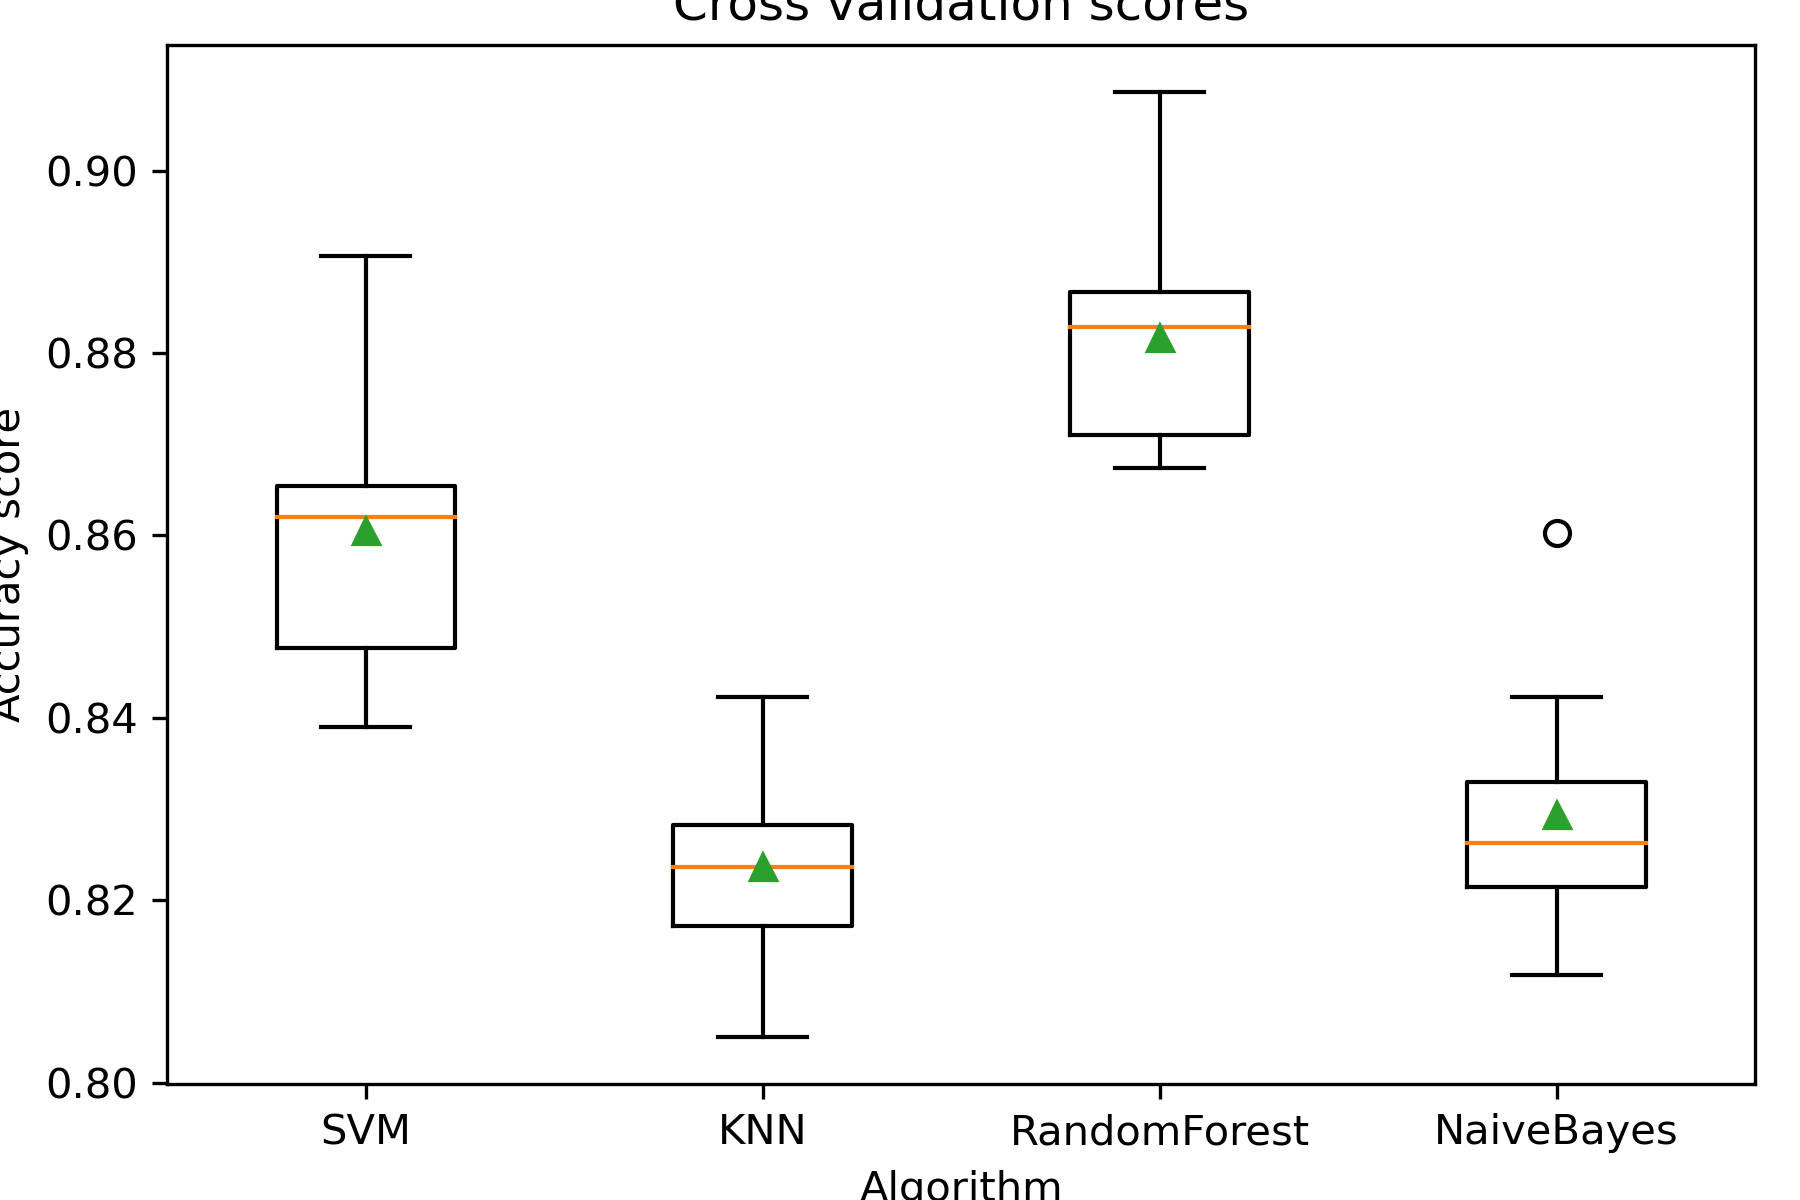 Cross validation scores
0.90
0.88
0.86
0.84
0.82
0.80
Accuracy score
SVM KNN RandomForest NaiveBayes
Algorithm